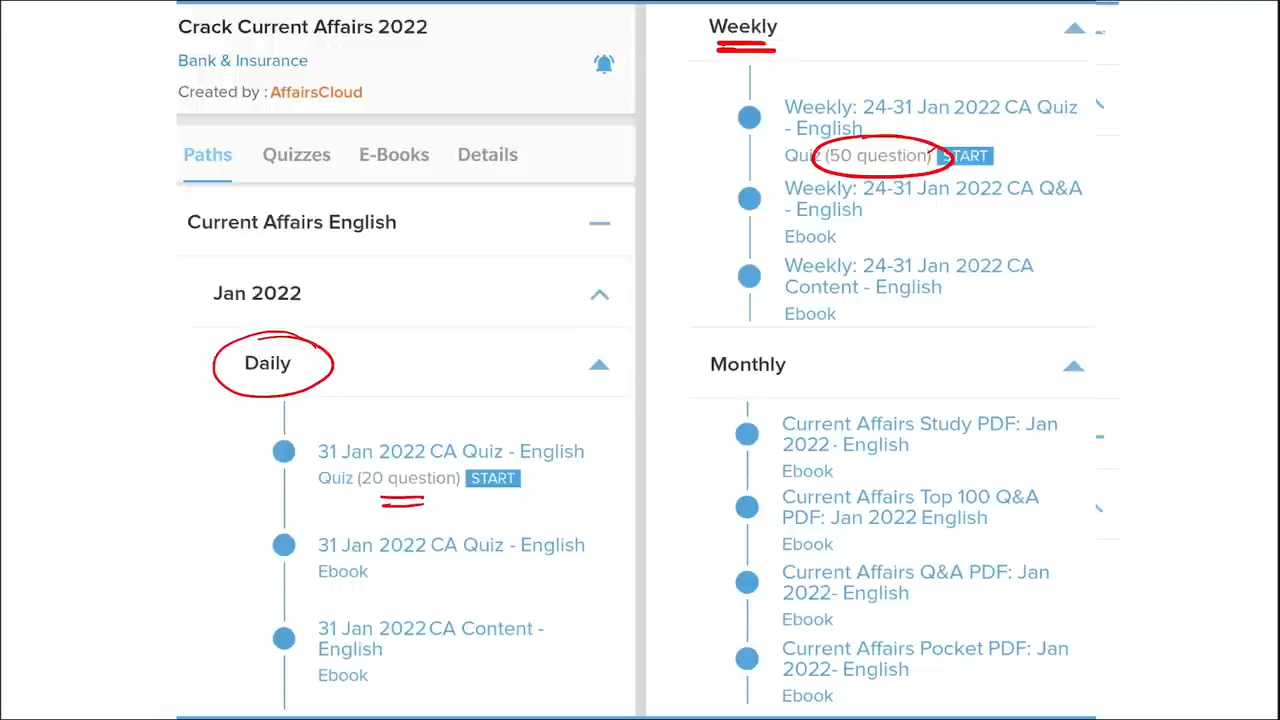 Crack Current Affairs 2022
Bank & Insurance
Created by : AffairsCloud
Paths Quizzes E-Books Details
Current Affairs English
Jan 2022
Daily
31 Jan 2022 CA Quiz - English
Quiz (20 question) START
31 Jan 2022 CA Quiz - English
Ebook
31 Jan 2022 CA Content -
English
Ebook
Weekly
Weekly: 24-31 Jan 2022 CA Quiz
- English
Quiz (50 question) START
Weekly: 24-31 Jan 2022 CA Q&A
- English
Ebook
Weekly: 24-31 Jan 2022 CA
Content - English
Ebook
Monthly
Current Affairs Study PDF: Jan
2022- English
Ebook
Current Affairs Top 100 Q&A
PDF: Jan 2022 English
Ebook
Current Affairs Q&A PDF: Jan
2022- English
Ebook
Current Affairs Pocket PDF: Jan
2022- English
Ebook